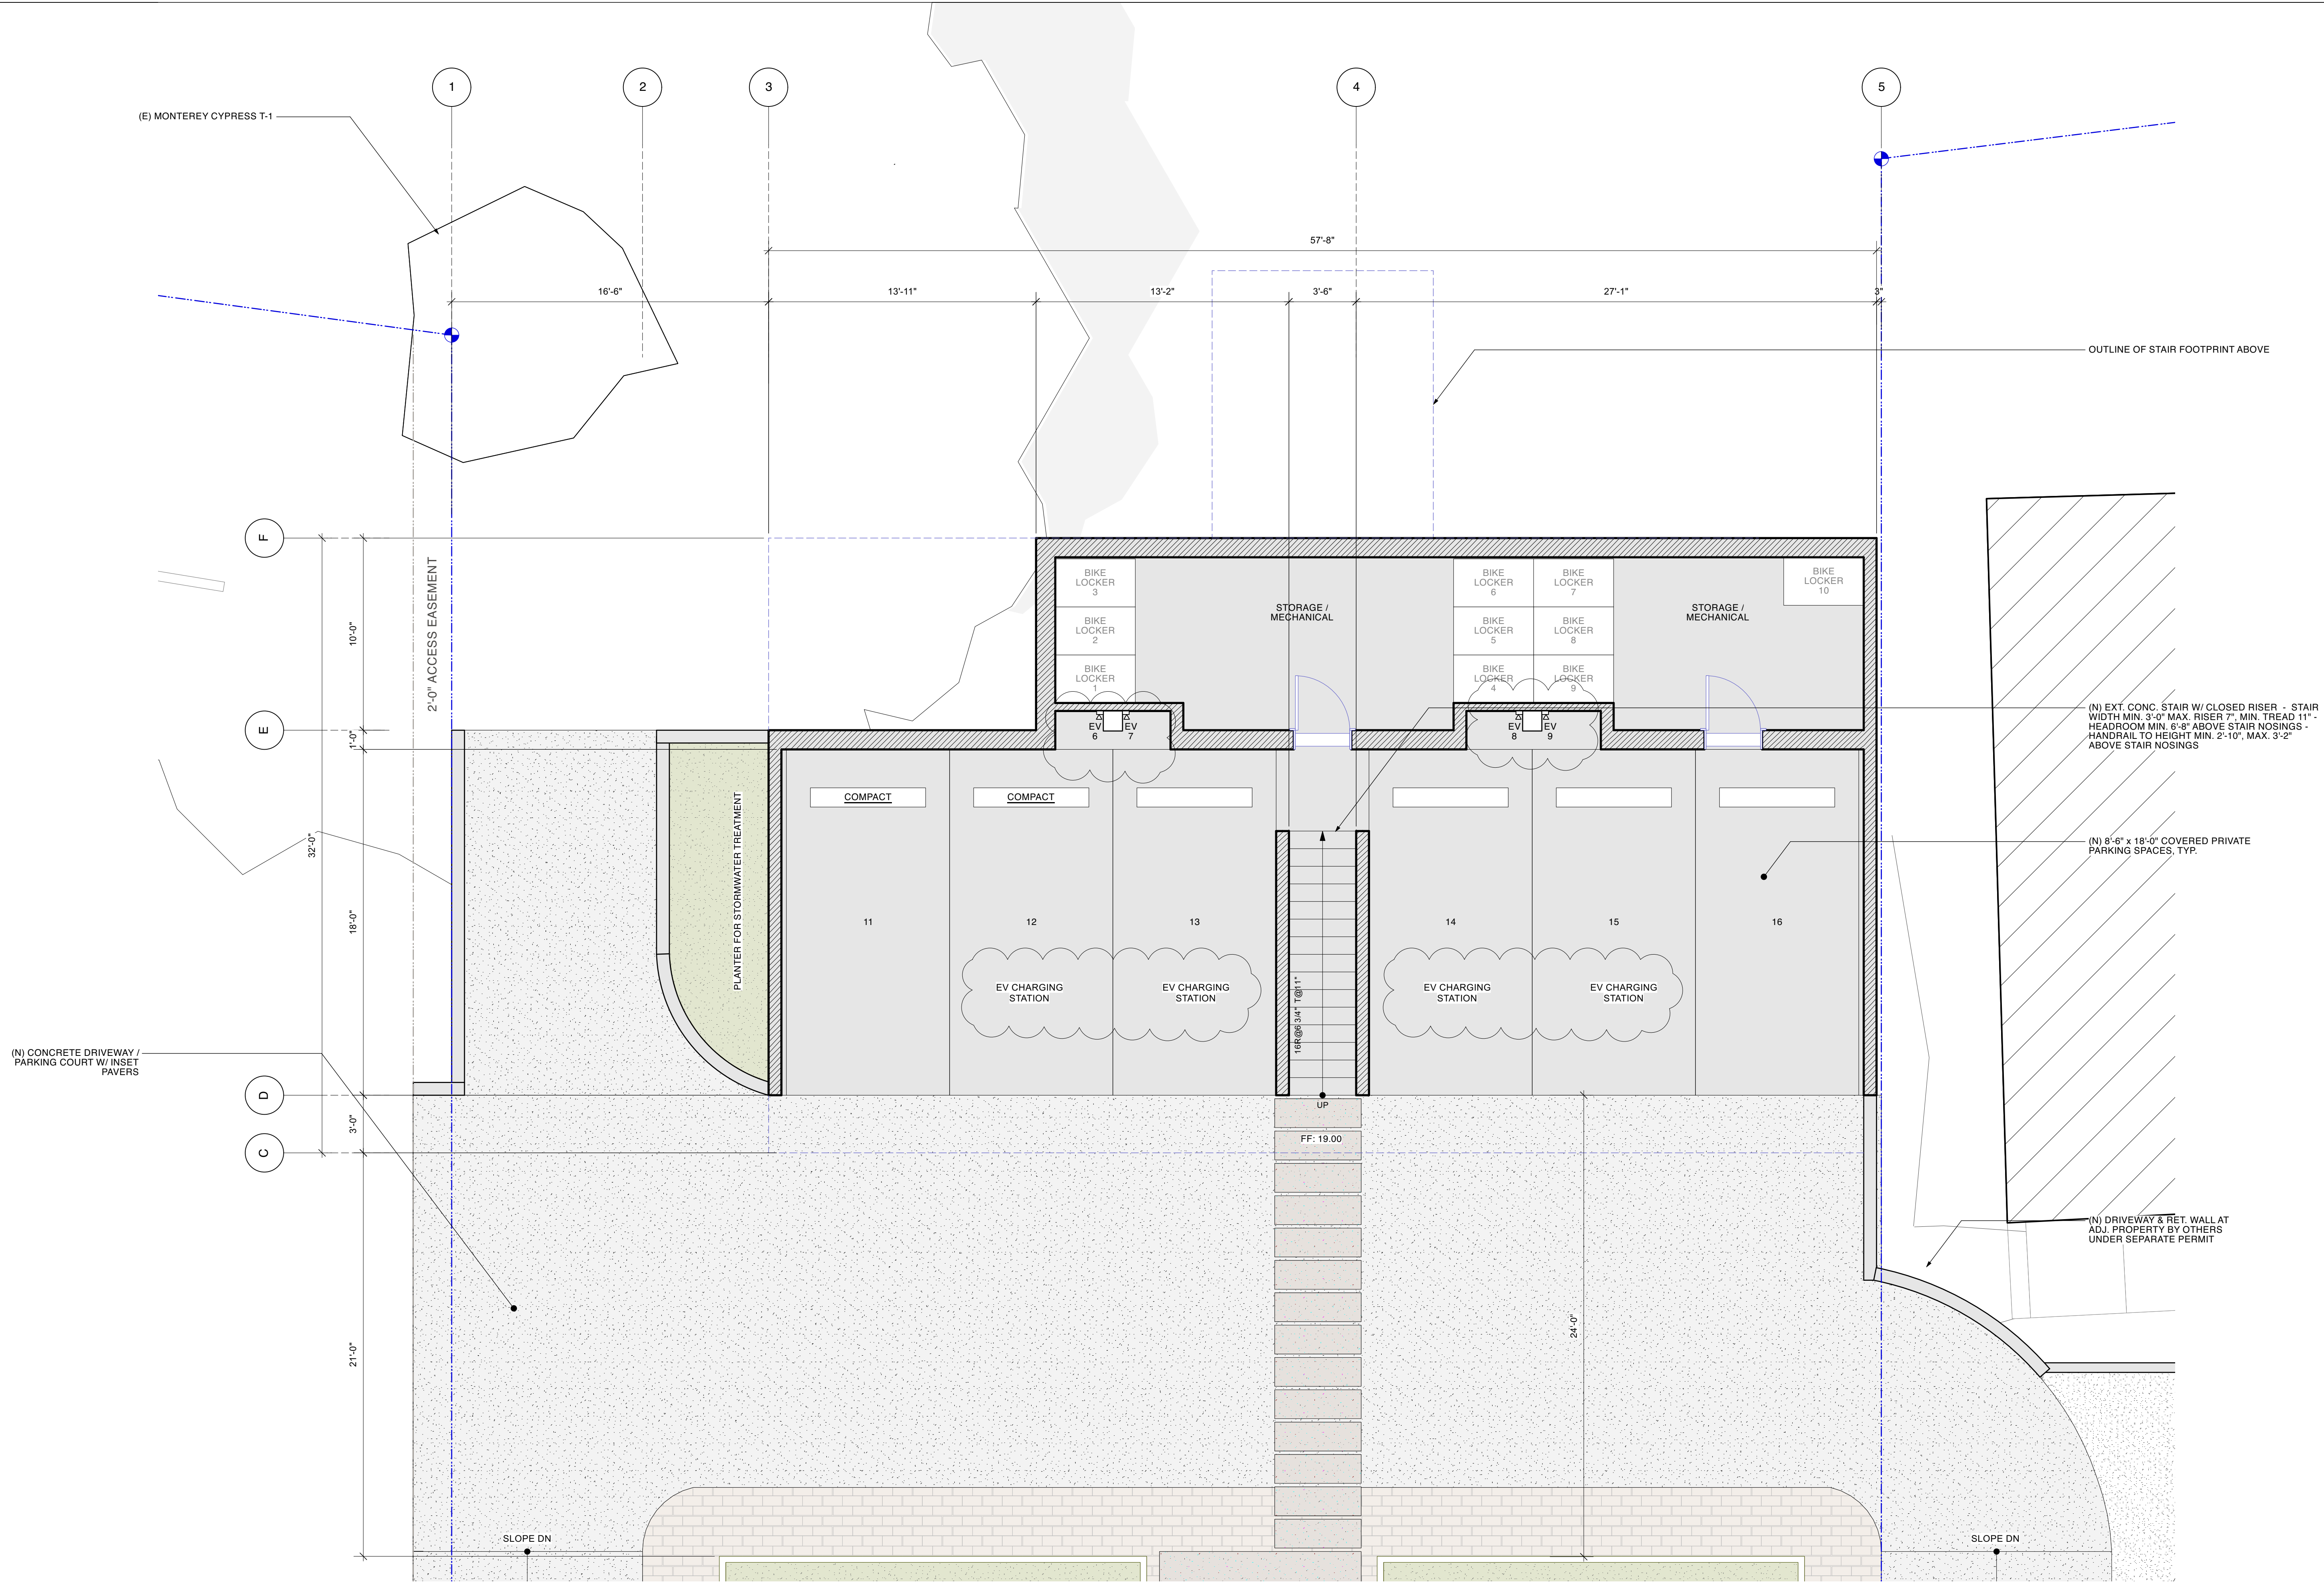 1
2
3
4
5
(E) MONTEREY CYPRESS T-1
57'-8"
16'-6"
13'-11"
13'-2"
3'-6"
27'-1"
3"
OUTLINE OF STAIR FOOTPRINT ABOVE
F
E
D
C
10'-0"
1'-0"
32'-0"
18'-0"
3'-0"
21'-0"
2'-0" ACCESS EASEMENT
BIKE
LOCKER
3
BIKE
LOCKER
2
BIKE
LOCKER
1
STORAGE /
MECHANICAL
BIKE
LOCKER
6
BIKE
LOCKER
7
BIKE
LOCKER
5
BIKE
LOCKER
8
BIKE
LOCKER
4
BIKE
LOCKER
9
STORAGE /
MECHANICAL
BIKE
LOCKER
10
EV
6
EV
7
EV
8
EV
9
(N) EXT. CONC. STAIR W/ CLOSED RISER - STAIR
WIDTH MIN. 3'-0" MAX. RISER 7", MIN. TREAD 11" -
HEADROOM MIN. 6'-8" ABOVE STAIR NOSINGS -
HANDRAIL TO HEIGHT MIN. 2'-10", MAX. 3'-2"
ABOVE STAIR NOSINGS
PLANTER FOR STORMWATER TREATMENT
COMPACT
COMPACT
(N) 8'-6" x 18'-0" COVERED PRIVATE
PARKING SPACES, TYP.
11
12
13
14
15
16
EV CHARGING
STATION
EV CHARGING
STATION
EV CHARGING
STATION
EV CHARGING
STATION
16R@6 3/4" | T@11"
UP
FF: 19.00
(N) CONCRETE DRIVEWAY /
PARKING COURT W/ INSET
PAVERS
(N) DRIVEWAY & RET. WALL AT
ADJ. PROPERTY BY OTHERS
UNDER SEPARATE PERMIT
24'-0"
SLOPE DN
SLOPE DN